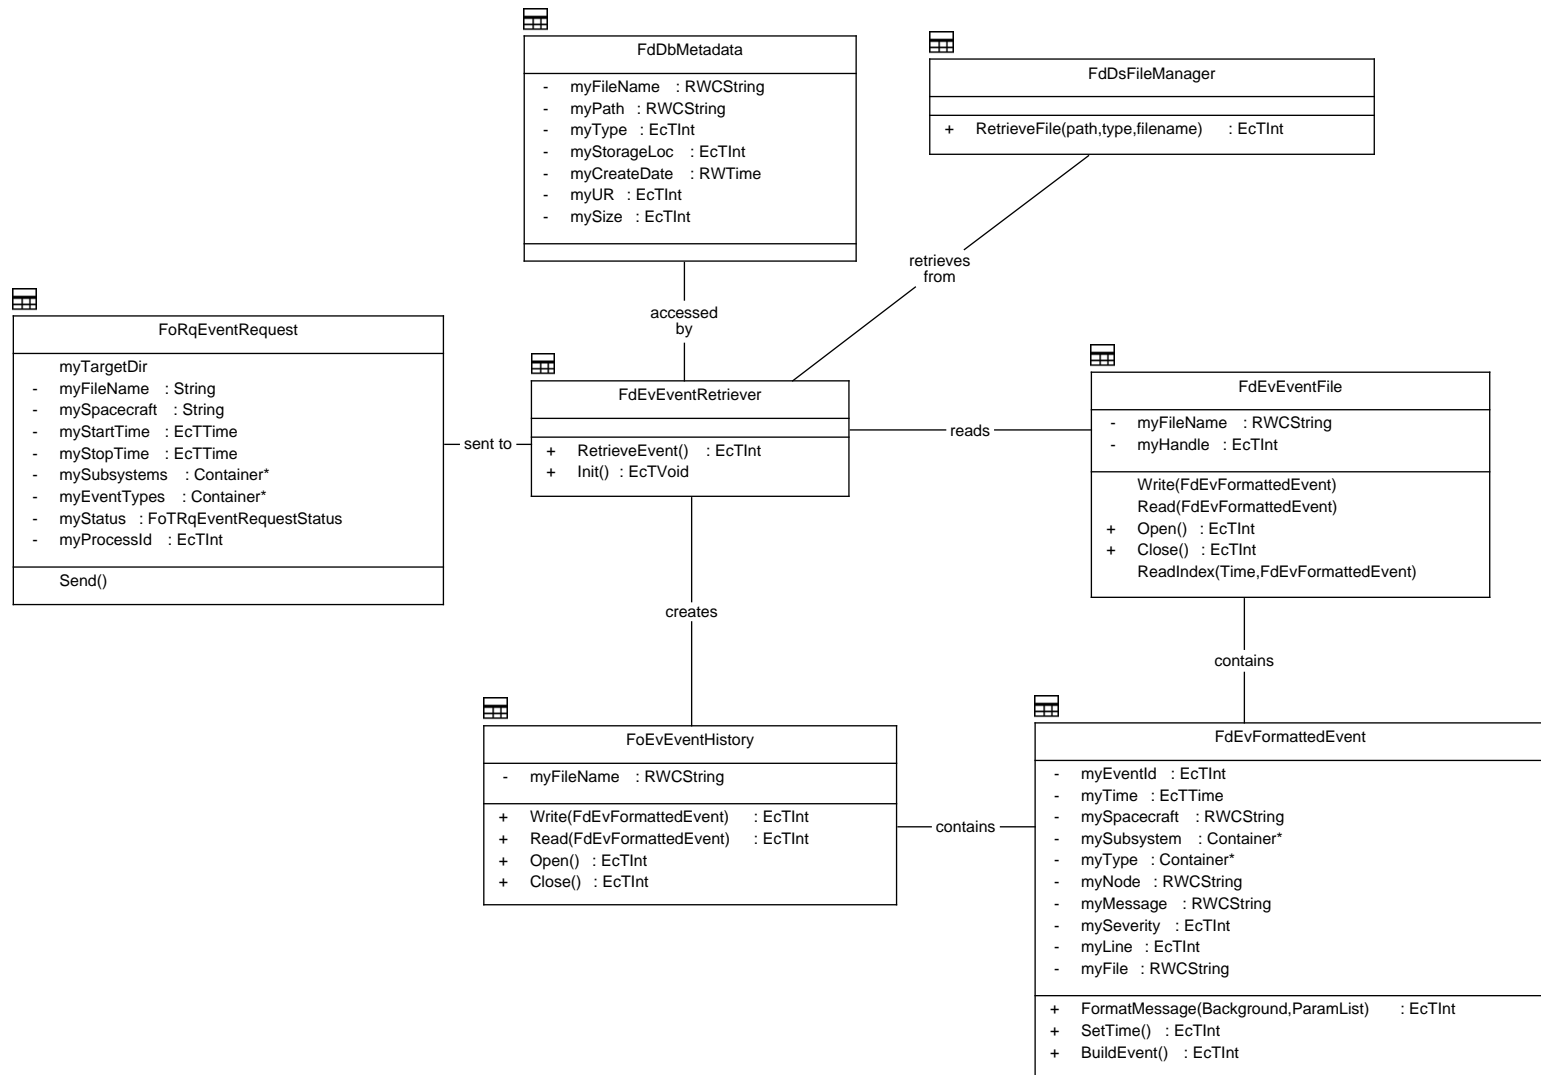 FdDbMetadata
- myFileName : RWCString
- myPath : RWCString
- myType : EcTInt
- myStorageLoc : EcTInt
- myCreateDate : RWTime
- myUR : EcTInt
- mySize : EcTInt
FdDsFileManager
+ RetrieveFile(path,type,filename) : EcTInt
retrieves
from
accessed
by
FoRqEventRequest
myTargetDir
- myFileName : String
- mySpacecraft : String
- myStartTime : EcTTime
- myStopTime : EcTTime
- mySubsystems : Container*
- myEventTypes : Container*
- myStatus : FoTRqEventRequestStatus
- myProcessId : EcTInt
Send()
sent to
FdEvEventRetriever
+ RetrieveEvent() : EcTInt
+ Init() : EcTVoid
reads
FdEvEventFile
- myFileName : RWCString
- myHandle : EcTInt
Write(FdEvFormattedEvent)
Read(FdEvFormattedEvent)
+ Open() : EcTInt
+ Close() : EcTInt
ReadIndex(Time,FdEvFormattedEvent)
creates
contains
FoEvEventHistory
- myFileName : RWCString
+ Write(FdEvFormattedEvent) : EcTInt
+ Read(FdEvFormattedEvent) : EcTInt
+ Open() : EcTInt
+ Close() : EcTInt
contains
FdEvFormattedEvent
- myEventId : EcTInt
- myTime : EcTTime
- mySpacecraft : RWCString
- mySubsystem : Container*
- myType : Container*
- myNode : RWCString
- myMessage : RWCString
- mySeverity : EcTInt
- myLine : EcTInt
- myFile : RWCString
+ FormatMessage(Background,ParamList) : EcTInt
+ SetTime() : EcTInt
+ BuildEvent() : EcTInt